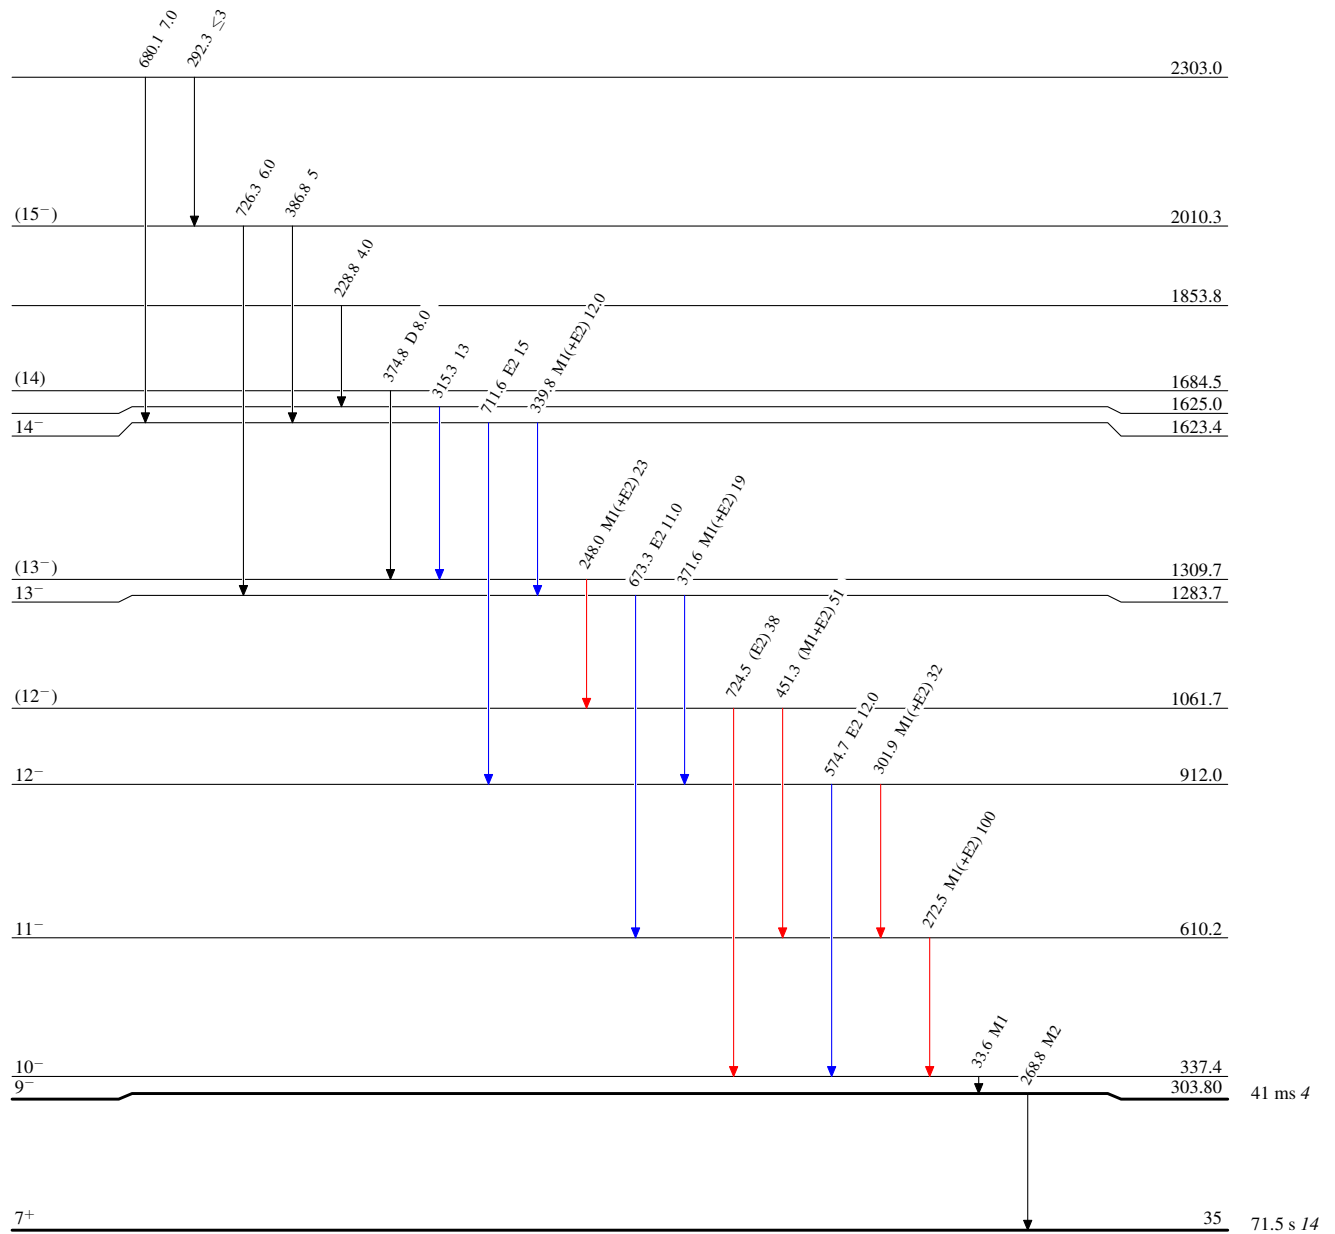 680.1 7.0
292.3 ≤3
2303.0
726.3 6.0
386.8 5
(15⁻)
2010.3
228.8 4.0
1853.8
374.8 D 8.0
315.3 13
711.6 E2 15
339.8 M1(+E2) 12.0
(14)
1684.5
1625.0
14⁻
1623.4
248.0 M1(+E2) 23
673.3 E2 11.0
371.6 M1(+E2) 19
(13⁻)
1309.7
13⁻
1283.7
724.5 (E2) 38
451.3 (M1+E2) 51
(12⁻)
1061.7
574.7 E2 12.0
301.9 M1(+E2) 32
12⁻
912.0
272.5 M1(+E2) 100
11⁻
610.2
33.6 M1
268.8 M2
10⁻
337.4
9⁻
303.80
41 ms 4
7⁺
35
71.5 s 14